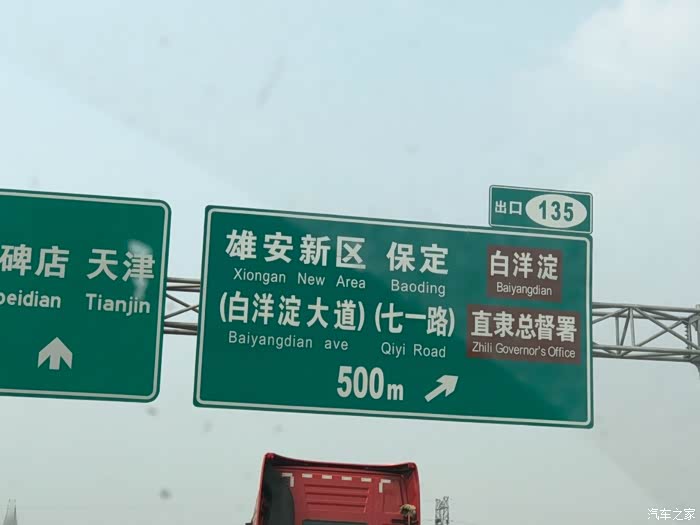 碑店 天津
beidian Tianjin
出口 135
雄安新区 保定
Xiongan New Area Baoding
(白洋淀大道) (七一路)
Baiyangdian ave Qiyi Road
500m
白洋淀
Baiyangdian
直隶总督署
Zhili Governor's Office
汽车之家